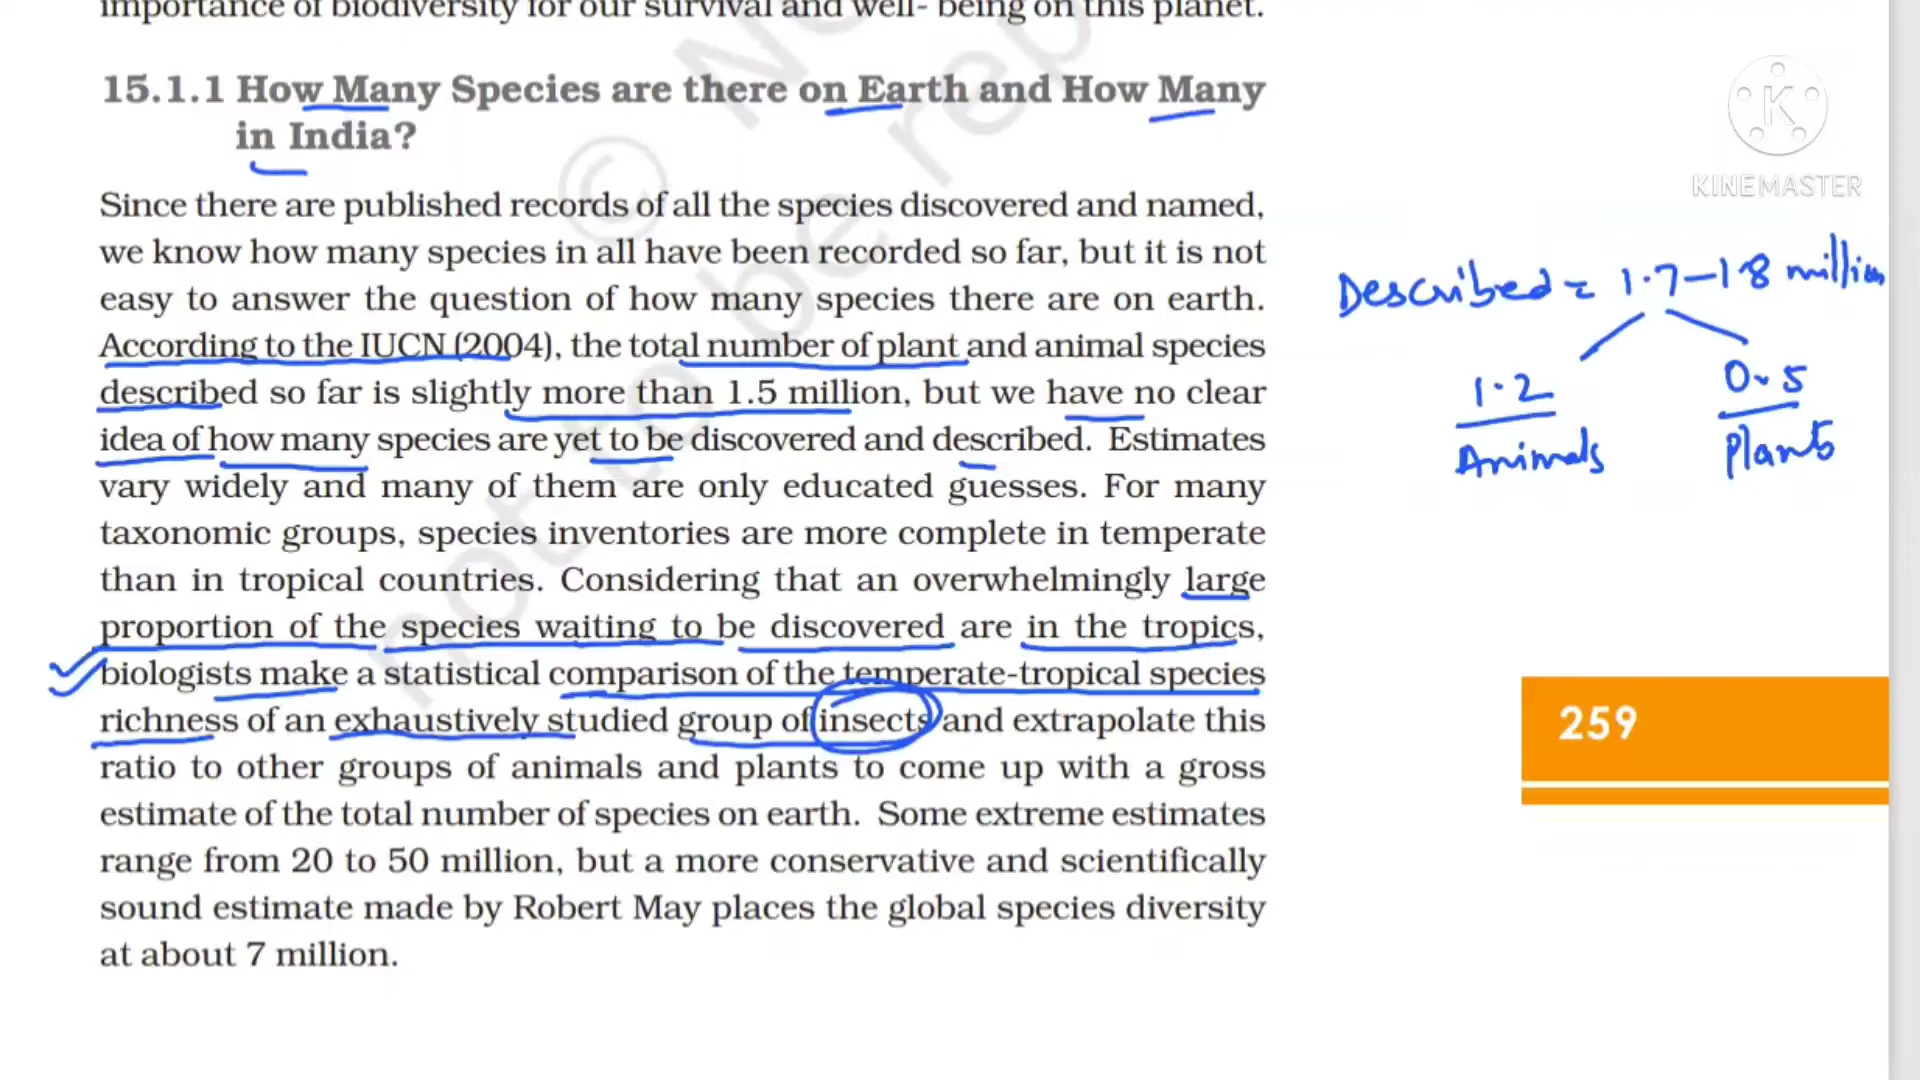 importance of biodiversity for our survival and well- being on this planet.
15.1.1 How Many Species are there on Earth and How Many
in India?
Since there are published records of all the species discovered and named,
we know how many species in all have been recorded so far, but it is not
easy to answer the question of how many species there are on earth.
According to the IUCN (2004), the total number of plant and animal species
described so far is slightly more than 1.5 million, but we have no clear
idea of how many species are yet to be discovered and described. Estimates
vary widely and many of them are only educated guesses. For many
taxonomic groups, species inventories are more complete in temperate
than in tropical countries. Considering that an overwhelmingly large
proportion of the species waiting to be discovered are in the tropics,
biologists make a statistical comparison of the temperate-tropical species
richness of an exhaustively studied group of insects and extrapolate this
ratio to other groups of animals and plants to come up with a gross
estimate of the total number of species on earth. Some extreme estimates
range from 20 to 50 million, but a more conservative and scientifically
sound estimate made by Robert May places the global species diversity
at about 7 million.
K
KINEMASTER
Described = 1.7-1.8 million
1.2 0.5
Animals Plants
259
not to be rep
© N